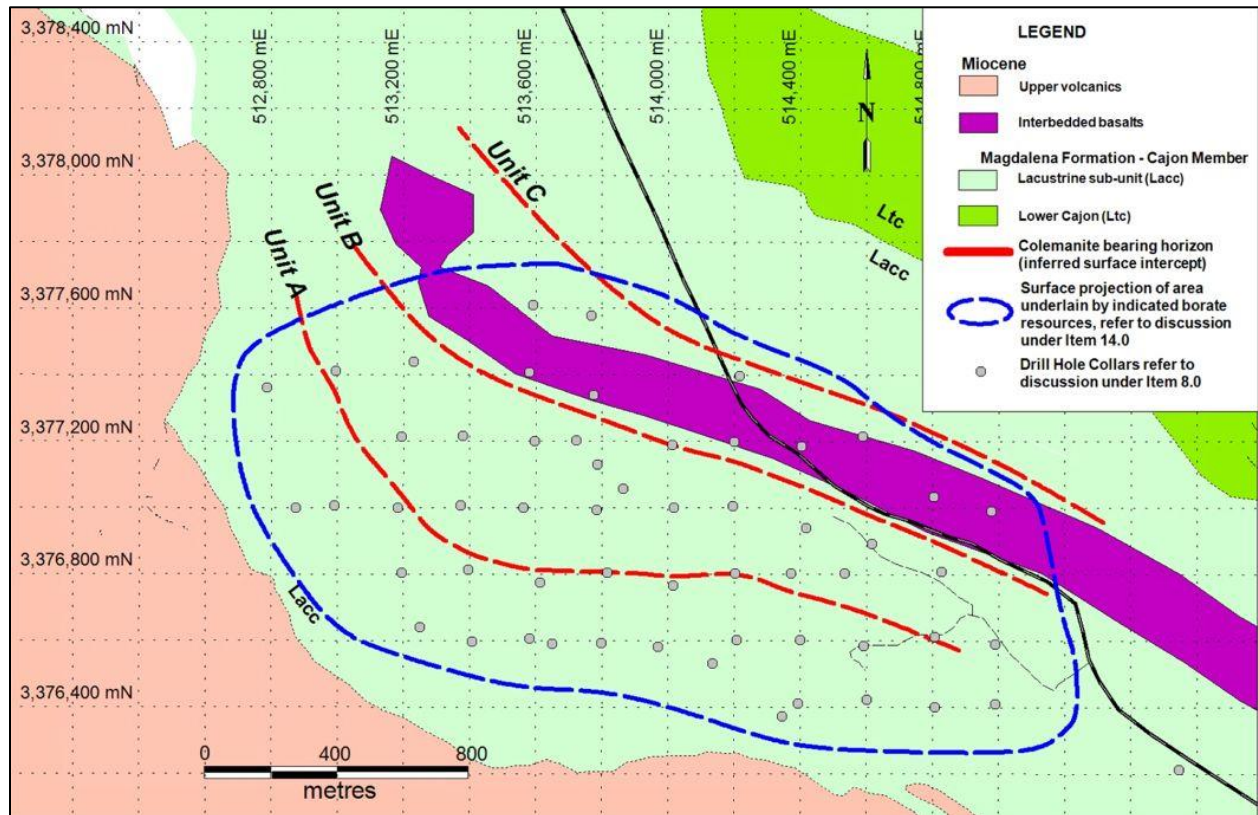 3,378,400 mN
3,378,000 mN
3,377,600 mN
3,377,200 mN
3,376,800 mN
3,376,400 mN
512,800 mE
513,200 mE
513,600 mE
514,000 mE
514,400 mE
514,800 mE
N
Unit A
Unit B
Unit C
Ltc
Lacc
Lacc
0 400 800
metres
LEGEND
Miocene
Upper volcanics
Interbedded basalts
Magdalena Formation - Cajon Member
Lacustrine sub-unit (Lacc)
Lower Cajon (Ltc)
Colemanite bearing horizon
(inferred surface intercept)
Surface projection of area
underlain by indicated borate
resources, refer to discussion
under Item 14.0
Drill Hole Collars refer to
discussion under Item 8.0